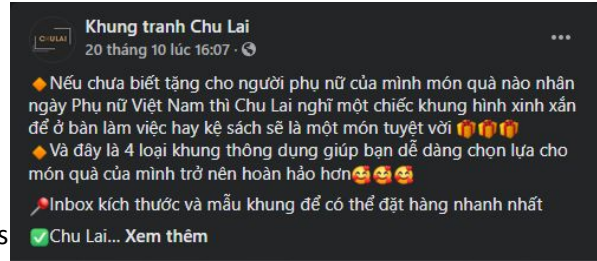 CHULAI
Khung tranh Chu Lai
20 tháng 10 lúc 16:07 ·
🔸Nếu chưa biết tặng cho người phụ nữ của mình món quà nào nhân
ngày Phụ nữ Việt Nam thì Chu Lai nghĩ một chiếc khung hình xinh xắn
để ở bàn làm việc hay kệ sách sẽ là một món tuyệt vời 🎁🎁🎁
🔸Và đây là 4 loại khung thông dụng giúp bạn dễ dàng chọn lựa cho
món quà của mình trở nên hoàn hảo hơn🥰🥰🥰
📍Inbox kích thước và mẫu khung để có thể đặt hàng nhanh nhất
s
✅Chu Lai... Xem thêm